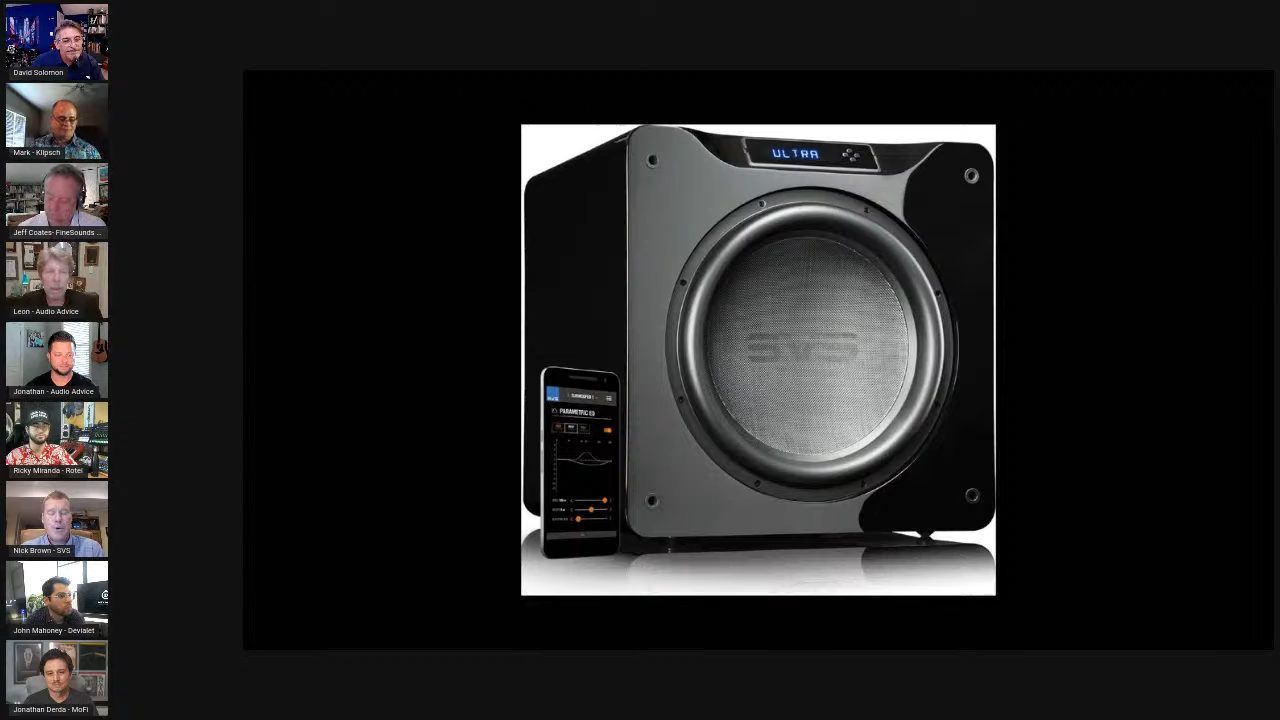 David Solomon
Mark - Klipsch
Jeff Coates- FineSounds ...
Leon - Audio Advice
Jonathan - Audio Advice
Ricky Miranda - Rotel
Nick Brown - SVS
John Mahoney - Devialet
Jonathan Derda - MoFi
ULTRA
SVS
SUBWOOFER
PARAMETRIC EQ